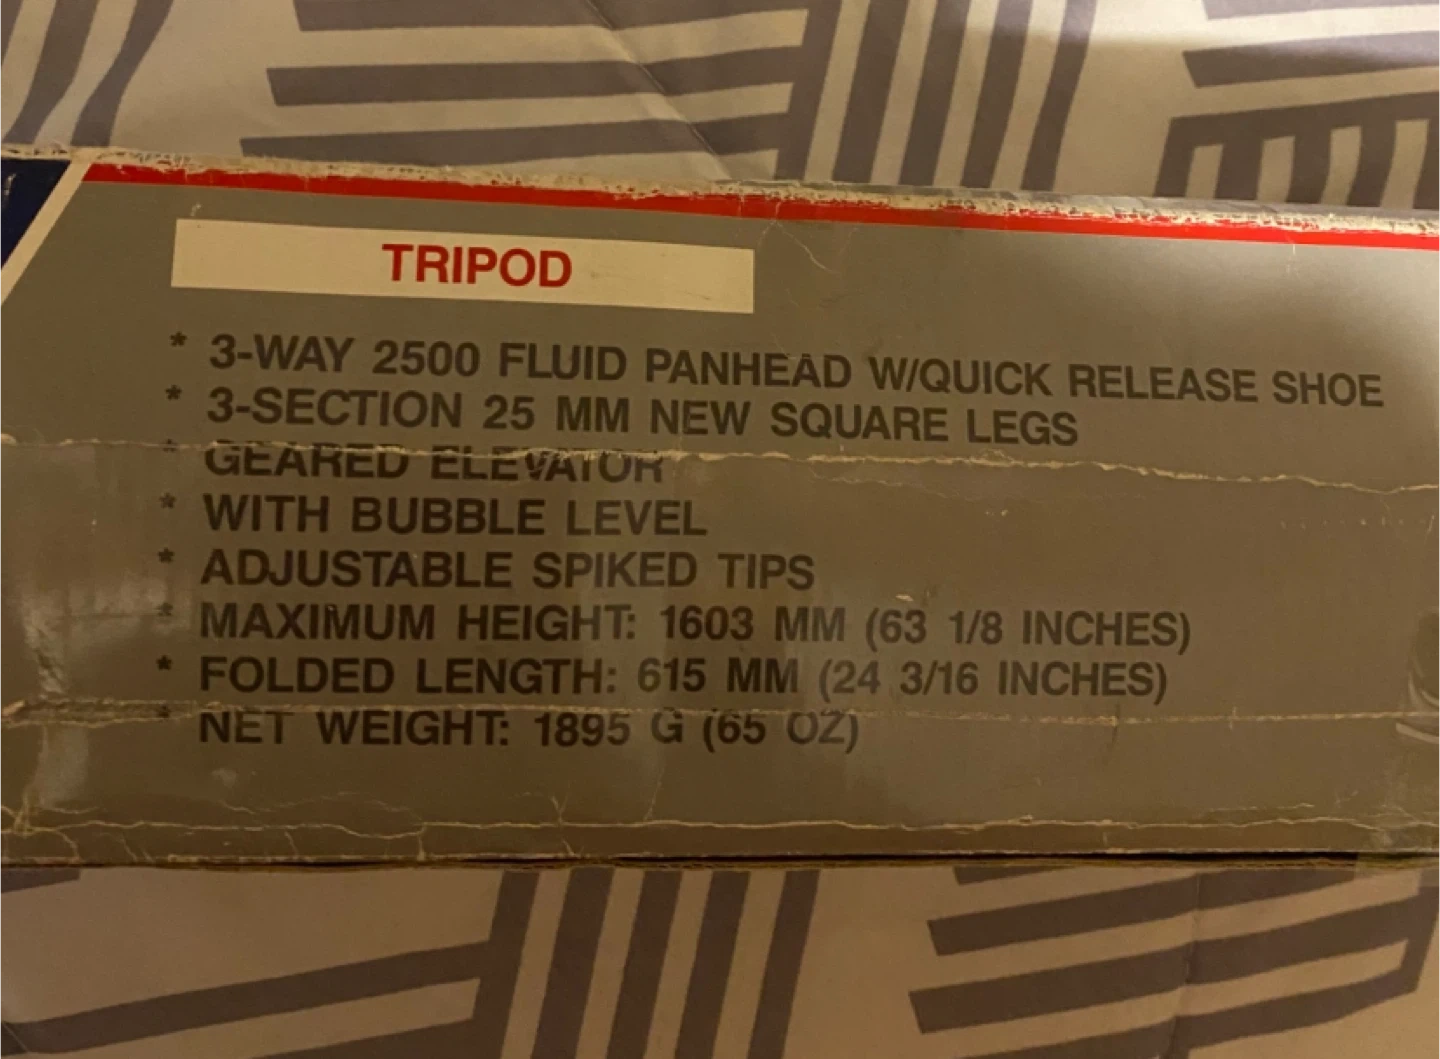 TRIPOD
* 3-WAY 2500 FLUID PANHEAD W/QUICK RELEASE SHOE
* 3-SECTION 25 MM NEW SQUARE LEGS
* GEARED ELEVATOR
* WITH BUBBLE LEVEL
* ADJUSTABLE SPIKED TIPS
* MAXIMUM HEIGHT: 1603 MM (63 1/8 INCHES)
* FOLDED LENGTH: 615 MM (24 3/16 INCHES)
* NET WEIGHT: 1895 G (65 OZ)